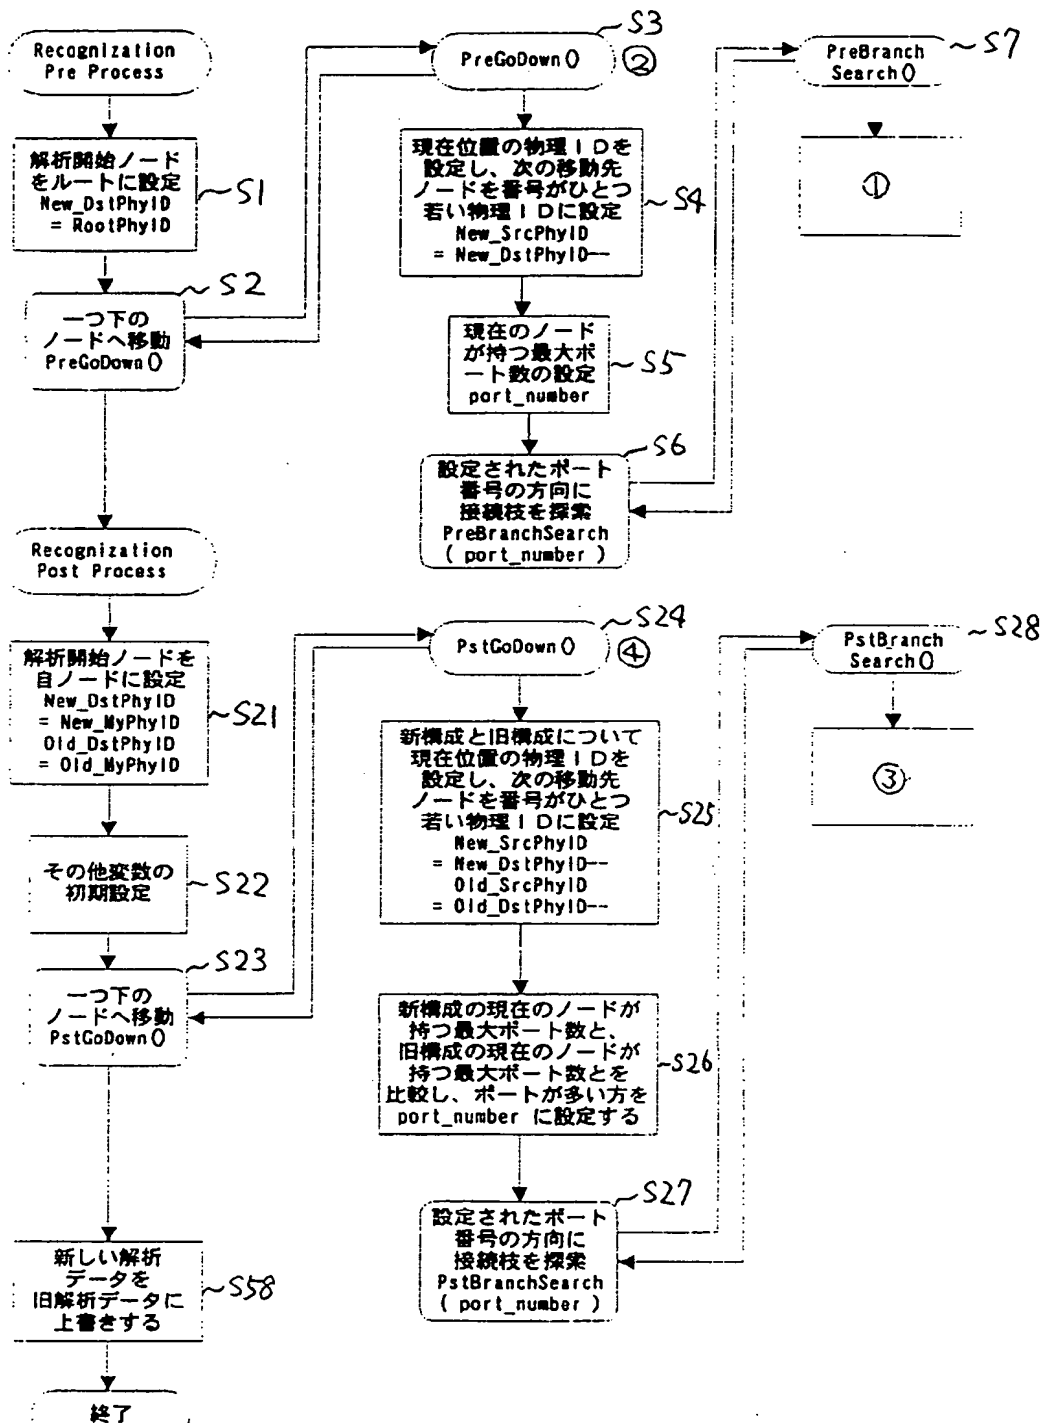 Recognization
Pre Process
解析開始ノード
をルートに設定
New_DstPhyID
= RootPhyID
~S1
S2
一つ下の
ノードへ移動
PreGoDown()
~S3
PreGoDown()
②
現在位置の物理IDを
設定し、次の移動先
ノードを番号がひとつ
若い物理IDに設定
New_SrcPhyID
= New_DstPhyID--
~S4
現在のノード
が持つ最大ポ
ート数の設定
port_number
~S5
~S6
設定されたポート
番号の方向に
接続枝を探索
PreBranchSearch
( port_number )
PreBranch
Search()
~S7
①
Recognization
Post Process
解析開始ノードを
自ノードに設定
New_DstPhyID
= New_MyPhyID
Old_DstPhyID
= Old_MyPhyID
~S21
その他変数の
初期設定
~S22
~S23
一つ下の
ノードへ移動
PstGoDown()
~S24
PstGoDown()
④
新構成と旧構成について
現在位置の物理IDを
設定し、次の移動先
ノードを番号がひとつ
若い物理IDに設定
New_SrcPhyID
= New_DstPhyID--
Old_SrcPhyID
= Old_DstPhyID--
~S25
新構成の現在のノードが
持つ最大ポート数と、
旧構成の現在のノードが
持つ最大ポート数とを
比較し、ポートが多い方を
port_number に設定する
~S26
~S27
設定されたポート
番号の方向に
接続枝を探索
PstBranchSearch
( port_number )
PstBranch
Search()
~S28
③
新しい解析
データを
旧解析データに
上書きする
~S58
終了